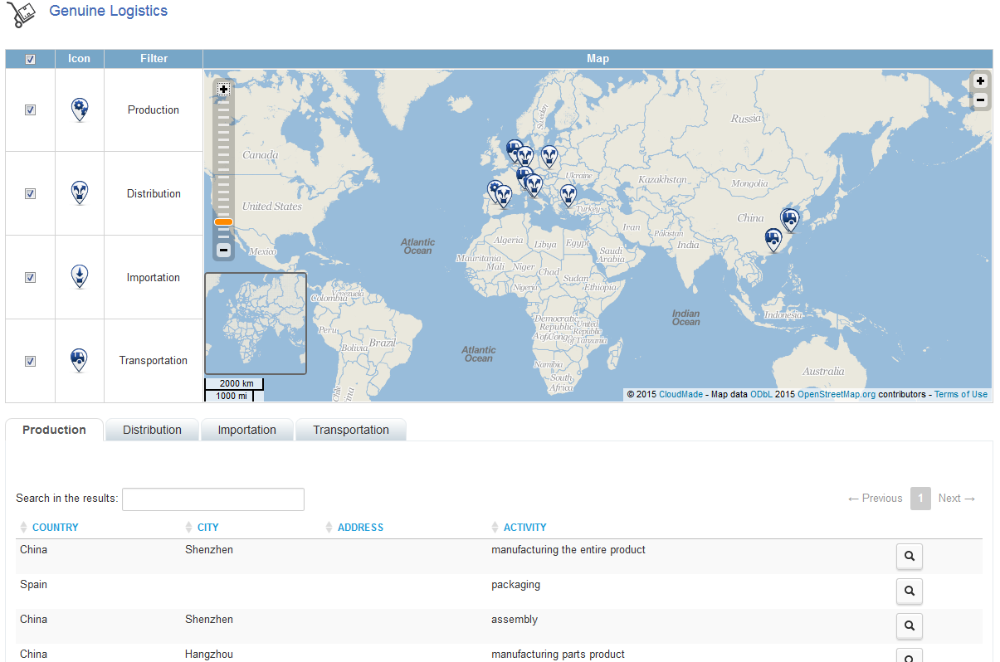 Genuine Logistics
Icon Filter Map
Production
Distribution
Importation
Transportation
+
−
+
−
Canada
United States
Mexico
Atlantic
Ocean
Sweden
Russia
Ukraine
Kazakhstan
Mongolia
Turkey
China
Iran
Pakistan
India
Algeria
Libya
Egypt
Saudi
Arabia
Mauritania
Mali
Niger
Chad
Sudan
Nigeria
Ethiopia
Venezuela
Colombia
Peru
Brazil
Bolivia
Chile
Democratic
Republic
of Congo
United
Republic
of Tanzania
Namibia
South
Africa
Atlantic
Ocean
Indian
Ocean
Indonesia
Australia
2000 km
1000 mi
© 2015 CloudMade - Map data ODbL 2015 OpenStreetMap.org contributors - Terms of Use
Production Distribution Importation Transportation
Search in the results:
← Previous 1 Next →
COUNTRY CITY ADDRESS ACTIVITY
China Shenzhen manufacturing the entire product
Spain packaging
China Shenzhen assembly
China Hangzhou manufacturing parts product